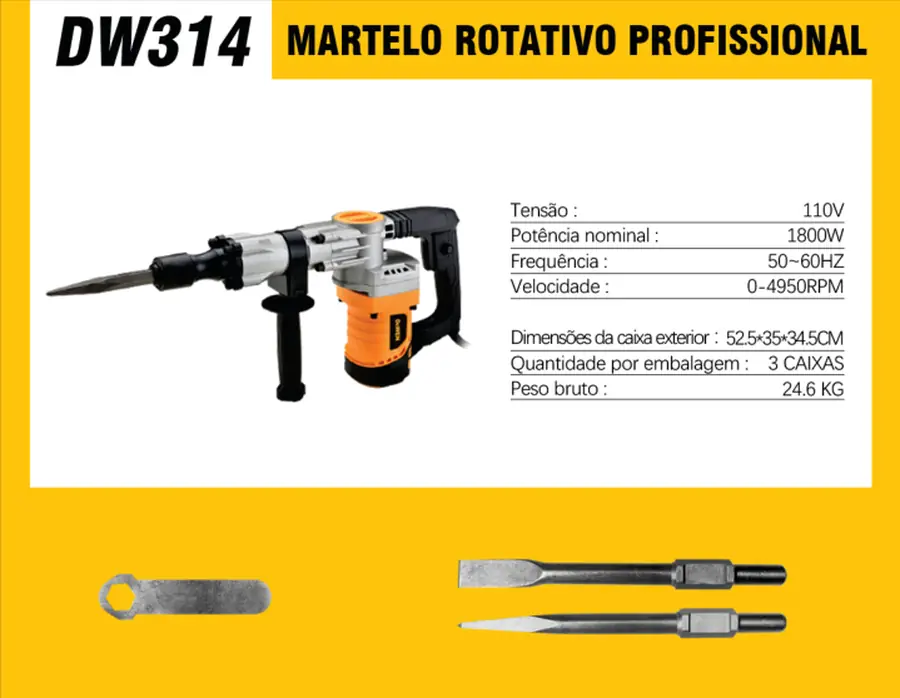 DW314
MARTELO ROTATIVO PROFISSIONAL
Tensão : 110V
Potência nominal : 1800W
Frequência : 50~60HZ
Velocidade : 0-4950RPM
Dimensões da caixa exterior : 52.5*35*34.5CM
Quantidade por embalagem : 3 CAIXAS
Peso bruto : 24.6 KG